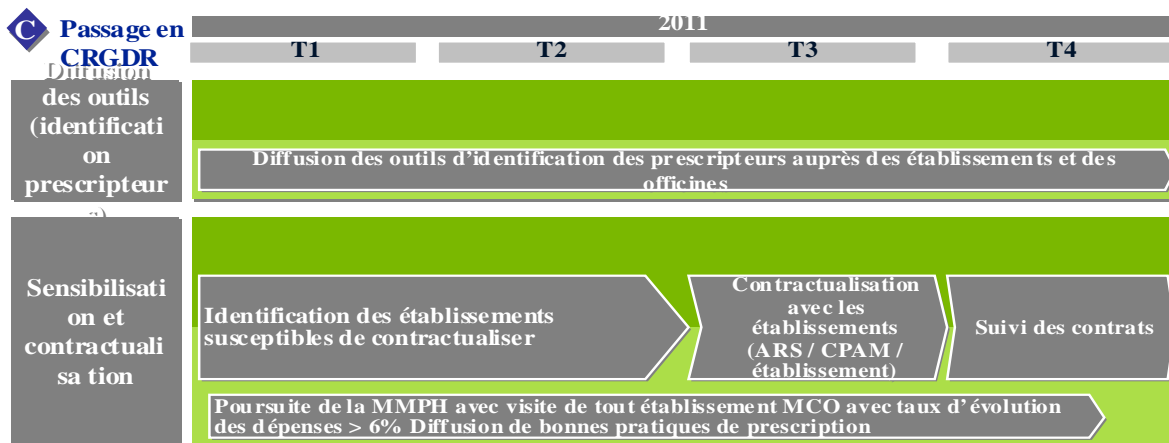 C
Passage en
CRGDR
2011
T1 T2 T3 T4
Diffusion
des outils
(identificati
on
prescripteur
s)
Diffusion des outils d'identification des prescripteurs auprès des établissements et des
officines
Sensibilisati
on et
contractuali
sa tion
Identification des établissements
susceptibles de contractualiser
Contractualisation
avec les
établissements
(ARS / CPAM /
établissement)
Suivi des contrats
Poursuite de la MMPH avec visite de tout établissement MCO avec taux d'évolution
des dépenses > 6% Diffusion de bonnes pratiques de prescription